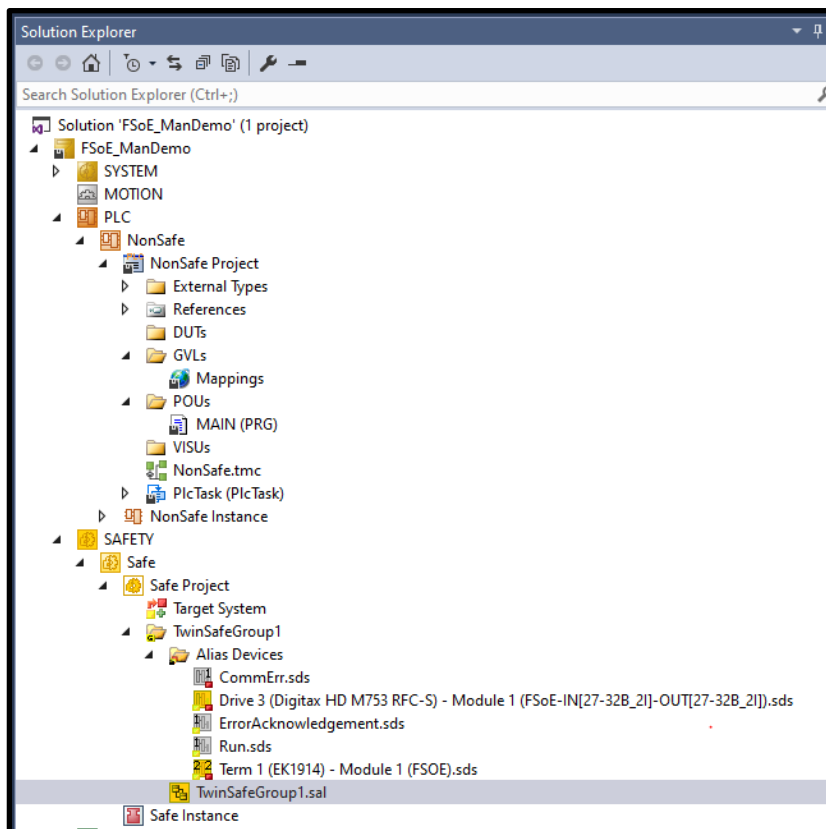 Solution Explorer
Search Solution Explorer (Ctrl+;)
Solution 'FSoE_ManDemo' (1 project)
FSoE_ManDemo
SYSTEM
MOTION
PLC
NonSafe
NonSafe Project
External Types
References
DUTs
GVLs
Mappings
POUs
MAIN (PRG)
VISUs
NonSafe.tmc
PlcTask (PlcTask)
NonSafe Instance
SAFETY
Safe
Safe Project
Target System
TwinSafeGroup1
Alias Devices
CommErr.sds
Drive 3 (Digitax HD M753 RFC-S) - Module 1 (FSoE-IN[27-32B_2I]-OUT[27-32B_2I]).sds
ErrorAcknowledgement.sds
Run.sds
Term 1 (EK1914) - Module 1 (FSOE).sds
TwinSafeGroup1.sal
Safe Instance